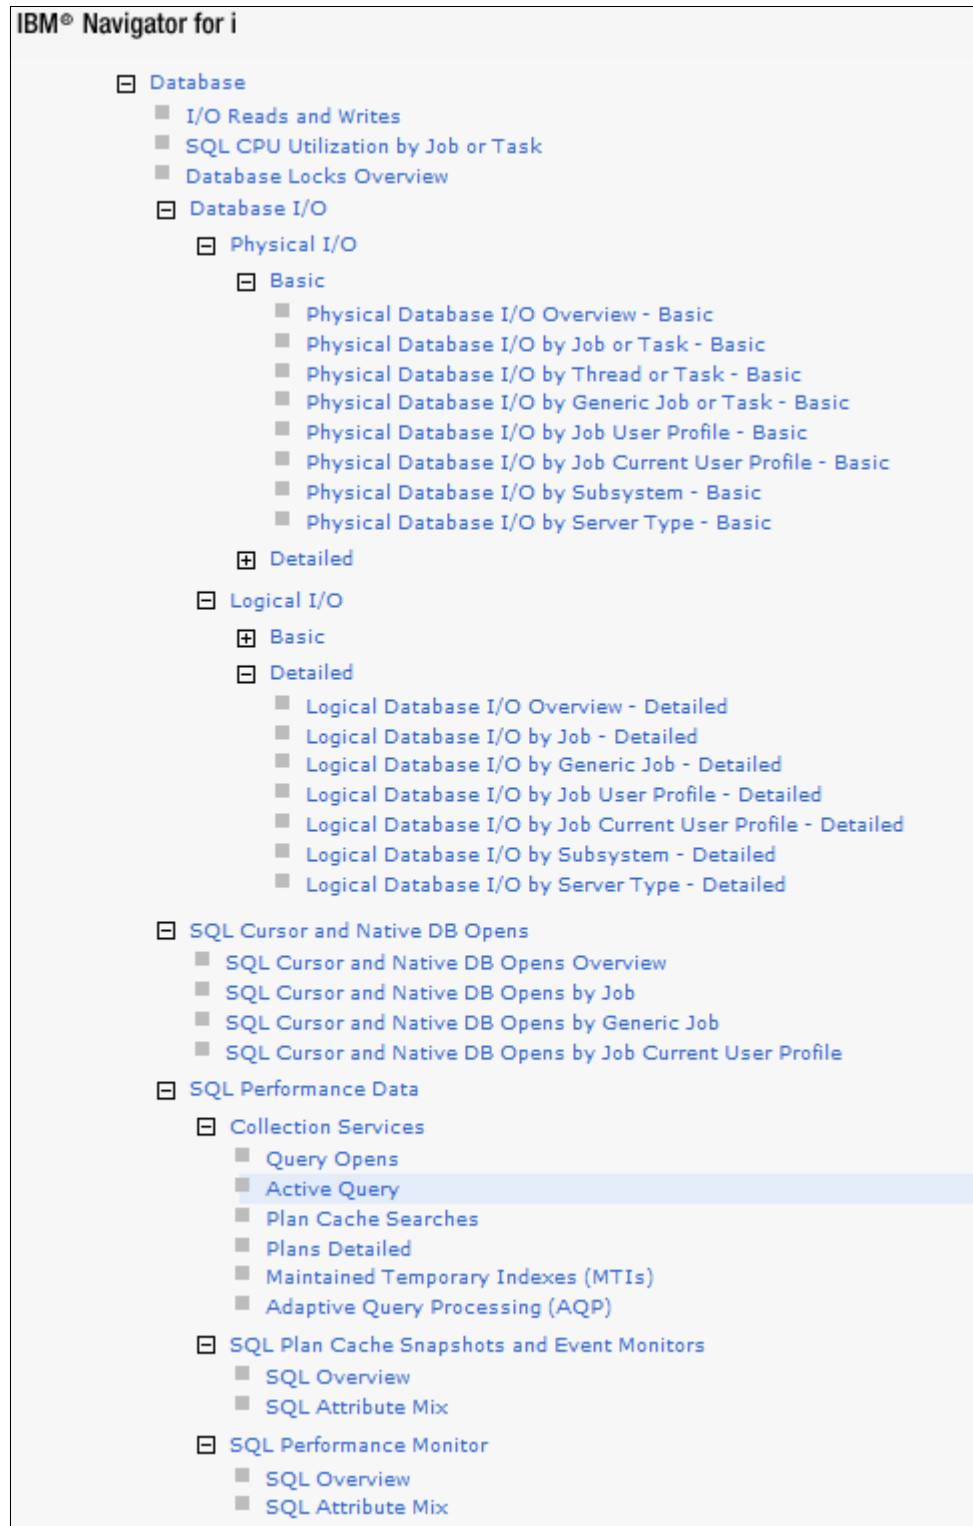 IBM® Navigator for i
Database
I/O Reads and Writes
SQL CPU Utilization by Job or Task
Database Locks Overview
Database I/O
Physical I/O
Basic
Physical Database I/O Overview - Basic
Physical Database I/O by Job or Task - Basic
Physical Database I/O by Thread or Task - Basic
Physical Database I/O by Generic Job or Task - Basic
Physical Database I/O by Job User Profile - Basic
Physical Database I/O by Job Current User Profile - Basic
Physical Database I/O by Subsystem - Basic
Physical Database I/O by Server Type - Basic
Detailed
Logical I/O
Basic
Detailed
Logical Database I/O Overview - Detailed
Logical Database I/O by Job - Detailed
Logical Database I/O by Generic Job - Detailed
Logical Database I/O by Job User Profile - Detailed
Logical Database I/O by Job Current User Profile - Detailed
Logical Database I/O by Subsystem - Detailed
Logical Database I/O by Server Type - Detailed
SQL Cursor and Native DB Opens
SQL Cursor and Native DB Opens Overview
SQL Cursor and Native DB Opens by Job
SQL Cursor and Native DB Opens by Generic Job
SQL Cursor and Native DB Opens by Job Current User Profile
SQL Performance Data
Collection Services
Query Opens
Active Query
Plan Cache Searches
Plans Detailed
Maintained Temporary Indexes (MTIs)
Adaptive Query Processing (AQP)
SQL Plan Cache Snapshots and Event Monitors
SQL Overview
SQL Attribute Mix
SQL Performance Monitor
SQL Overview
SQL Attribute Mix